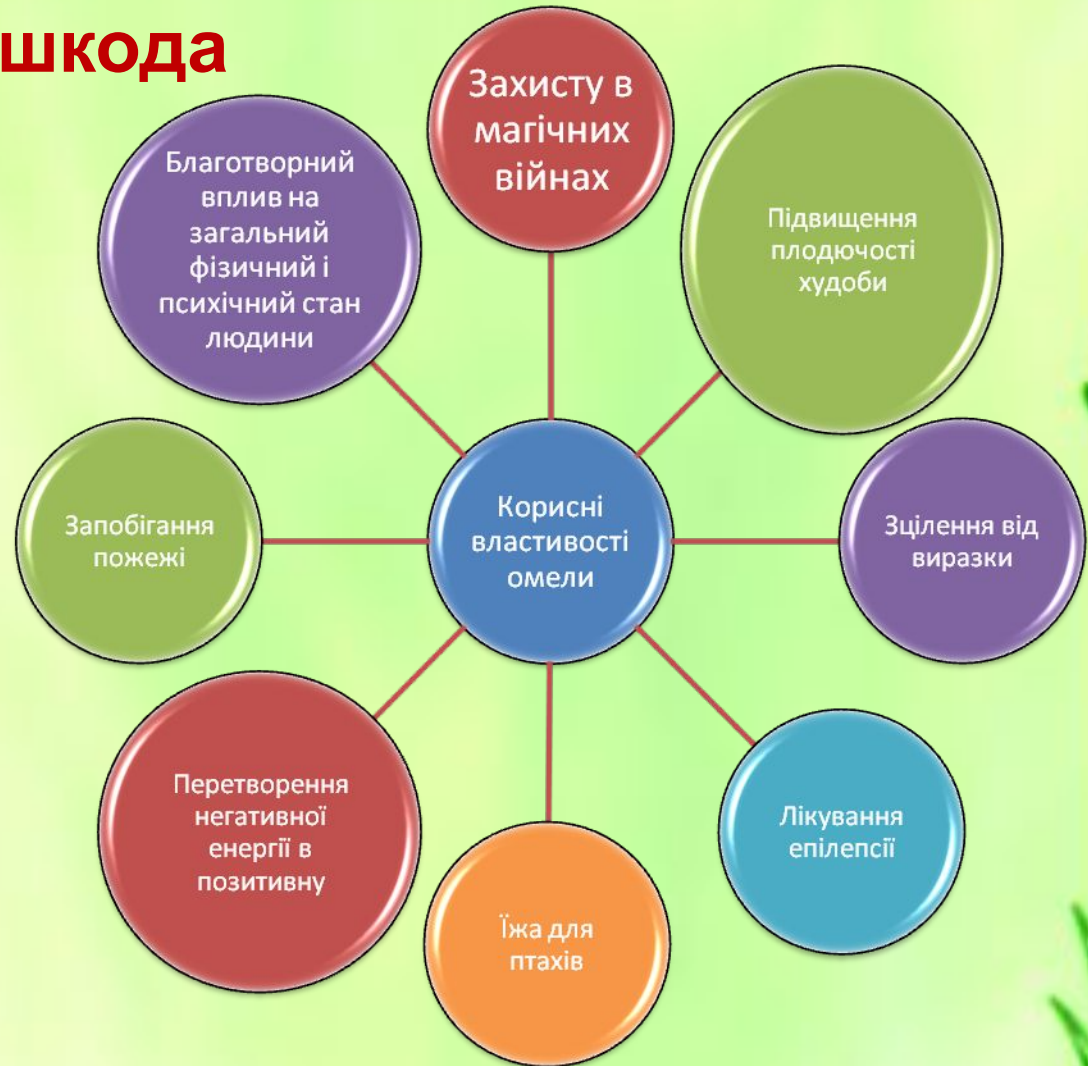 шкода
Захисту в
магічних
війнах
Підвищення
плодючості
худоби
Зцілення від
виразки
Лікування
епілепсії
Їжа для
птахів
Перетворення
негативної
енергії в
позитивну
Запобігання
пожежі
Благотворний
вплив на
загальний
фізичний і
психічний стан
людини
Корисні
властивості
омели